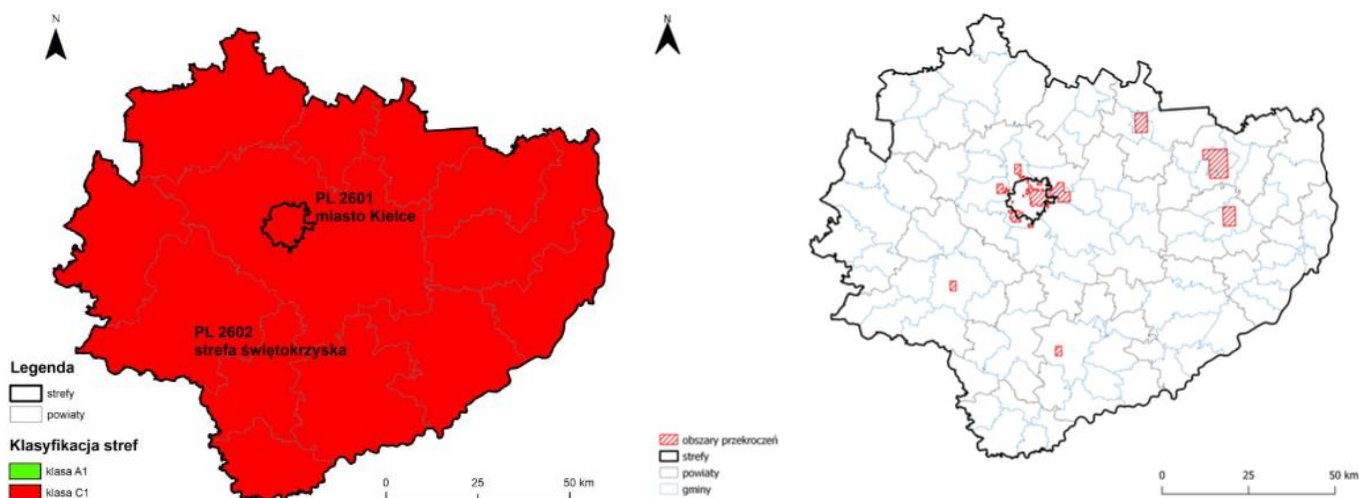 N
PL 2601
miasto Kielce
PL 2602
strefa świętokrzyska
Legenda
strefy
powiaty
Klasyfikacja stref
klasa A1
klasa C1
0 25 50 km
N
obszary przekroczeń
strefy
powiaty
gminy
0 25 50 km